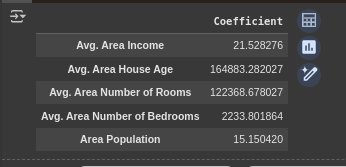 Coefficient
Avg. Area Income 21.528276
Avg. Area House Age 164883.282027
Avg. Area Number of Rooms 122368.678027
Avg. Area Number of Bedrooms 2233.801864
Area Population 15.150420